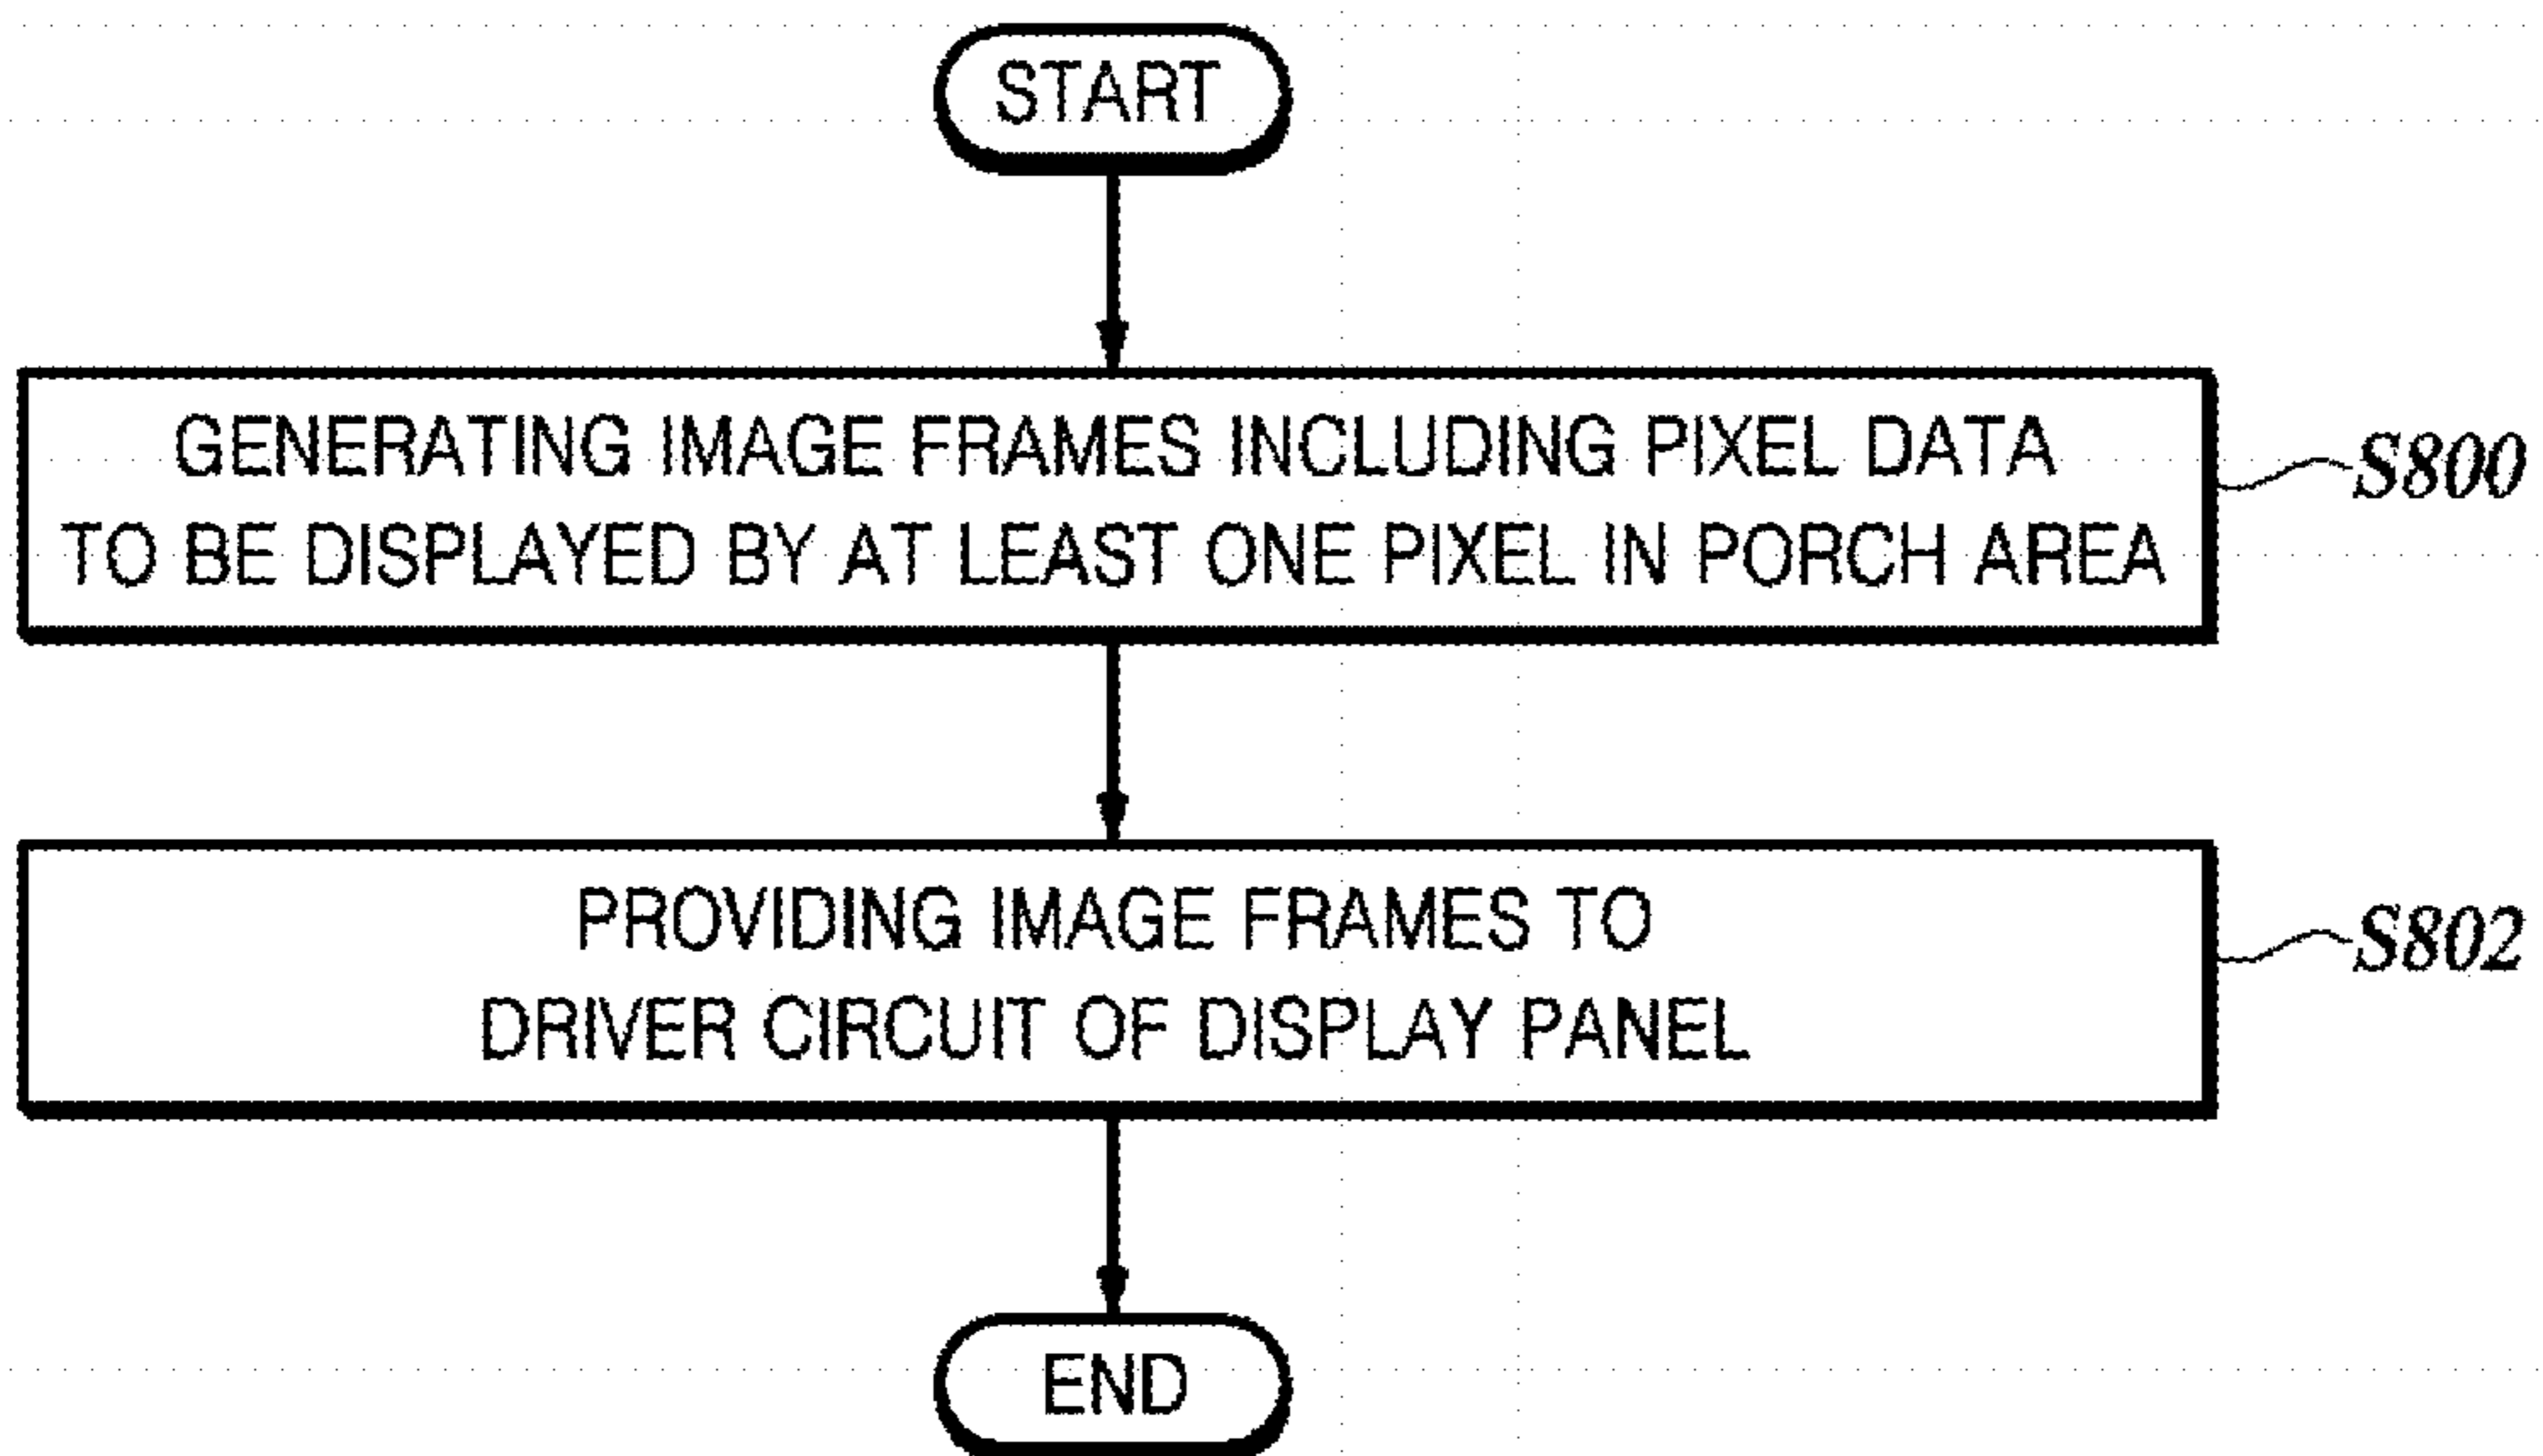 START
GENERATING IMAGE FRAMES INCLUDING PIXEL DATA
TO BE DISPLAYED BY AT LEAST ONE PIXEL IN PORCH AREA
S800
PROVIDING IMAGE FRAMES TO
DRIVER CIRCUIT OF DISPLAY PANEL
S802
END